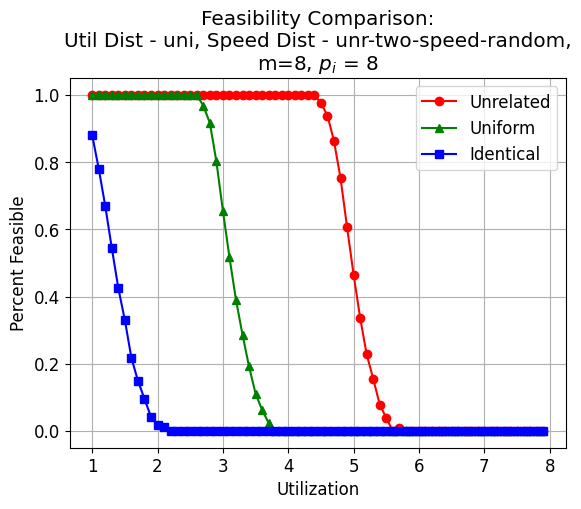 Feasibility Comparison:
Util Dist - uni, Speed Dist - unr-two-speed-random,
m=8, $p_i$ = 8
Unrelated
Uniform
Identical
Percent Feasible
1.0
0.8
0.6
0.4
0.2
0.0
1 2 3 4 5 6 7 8
Utilization